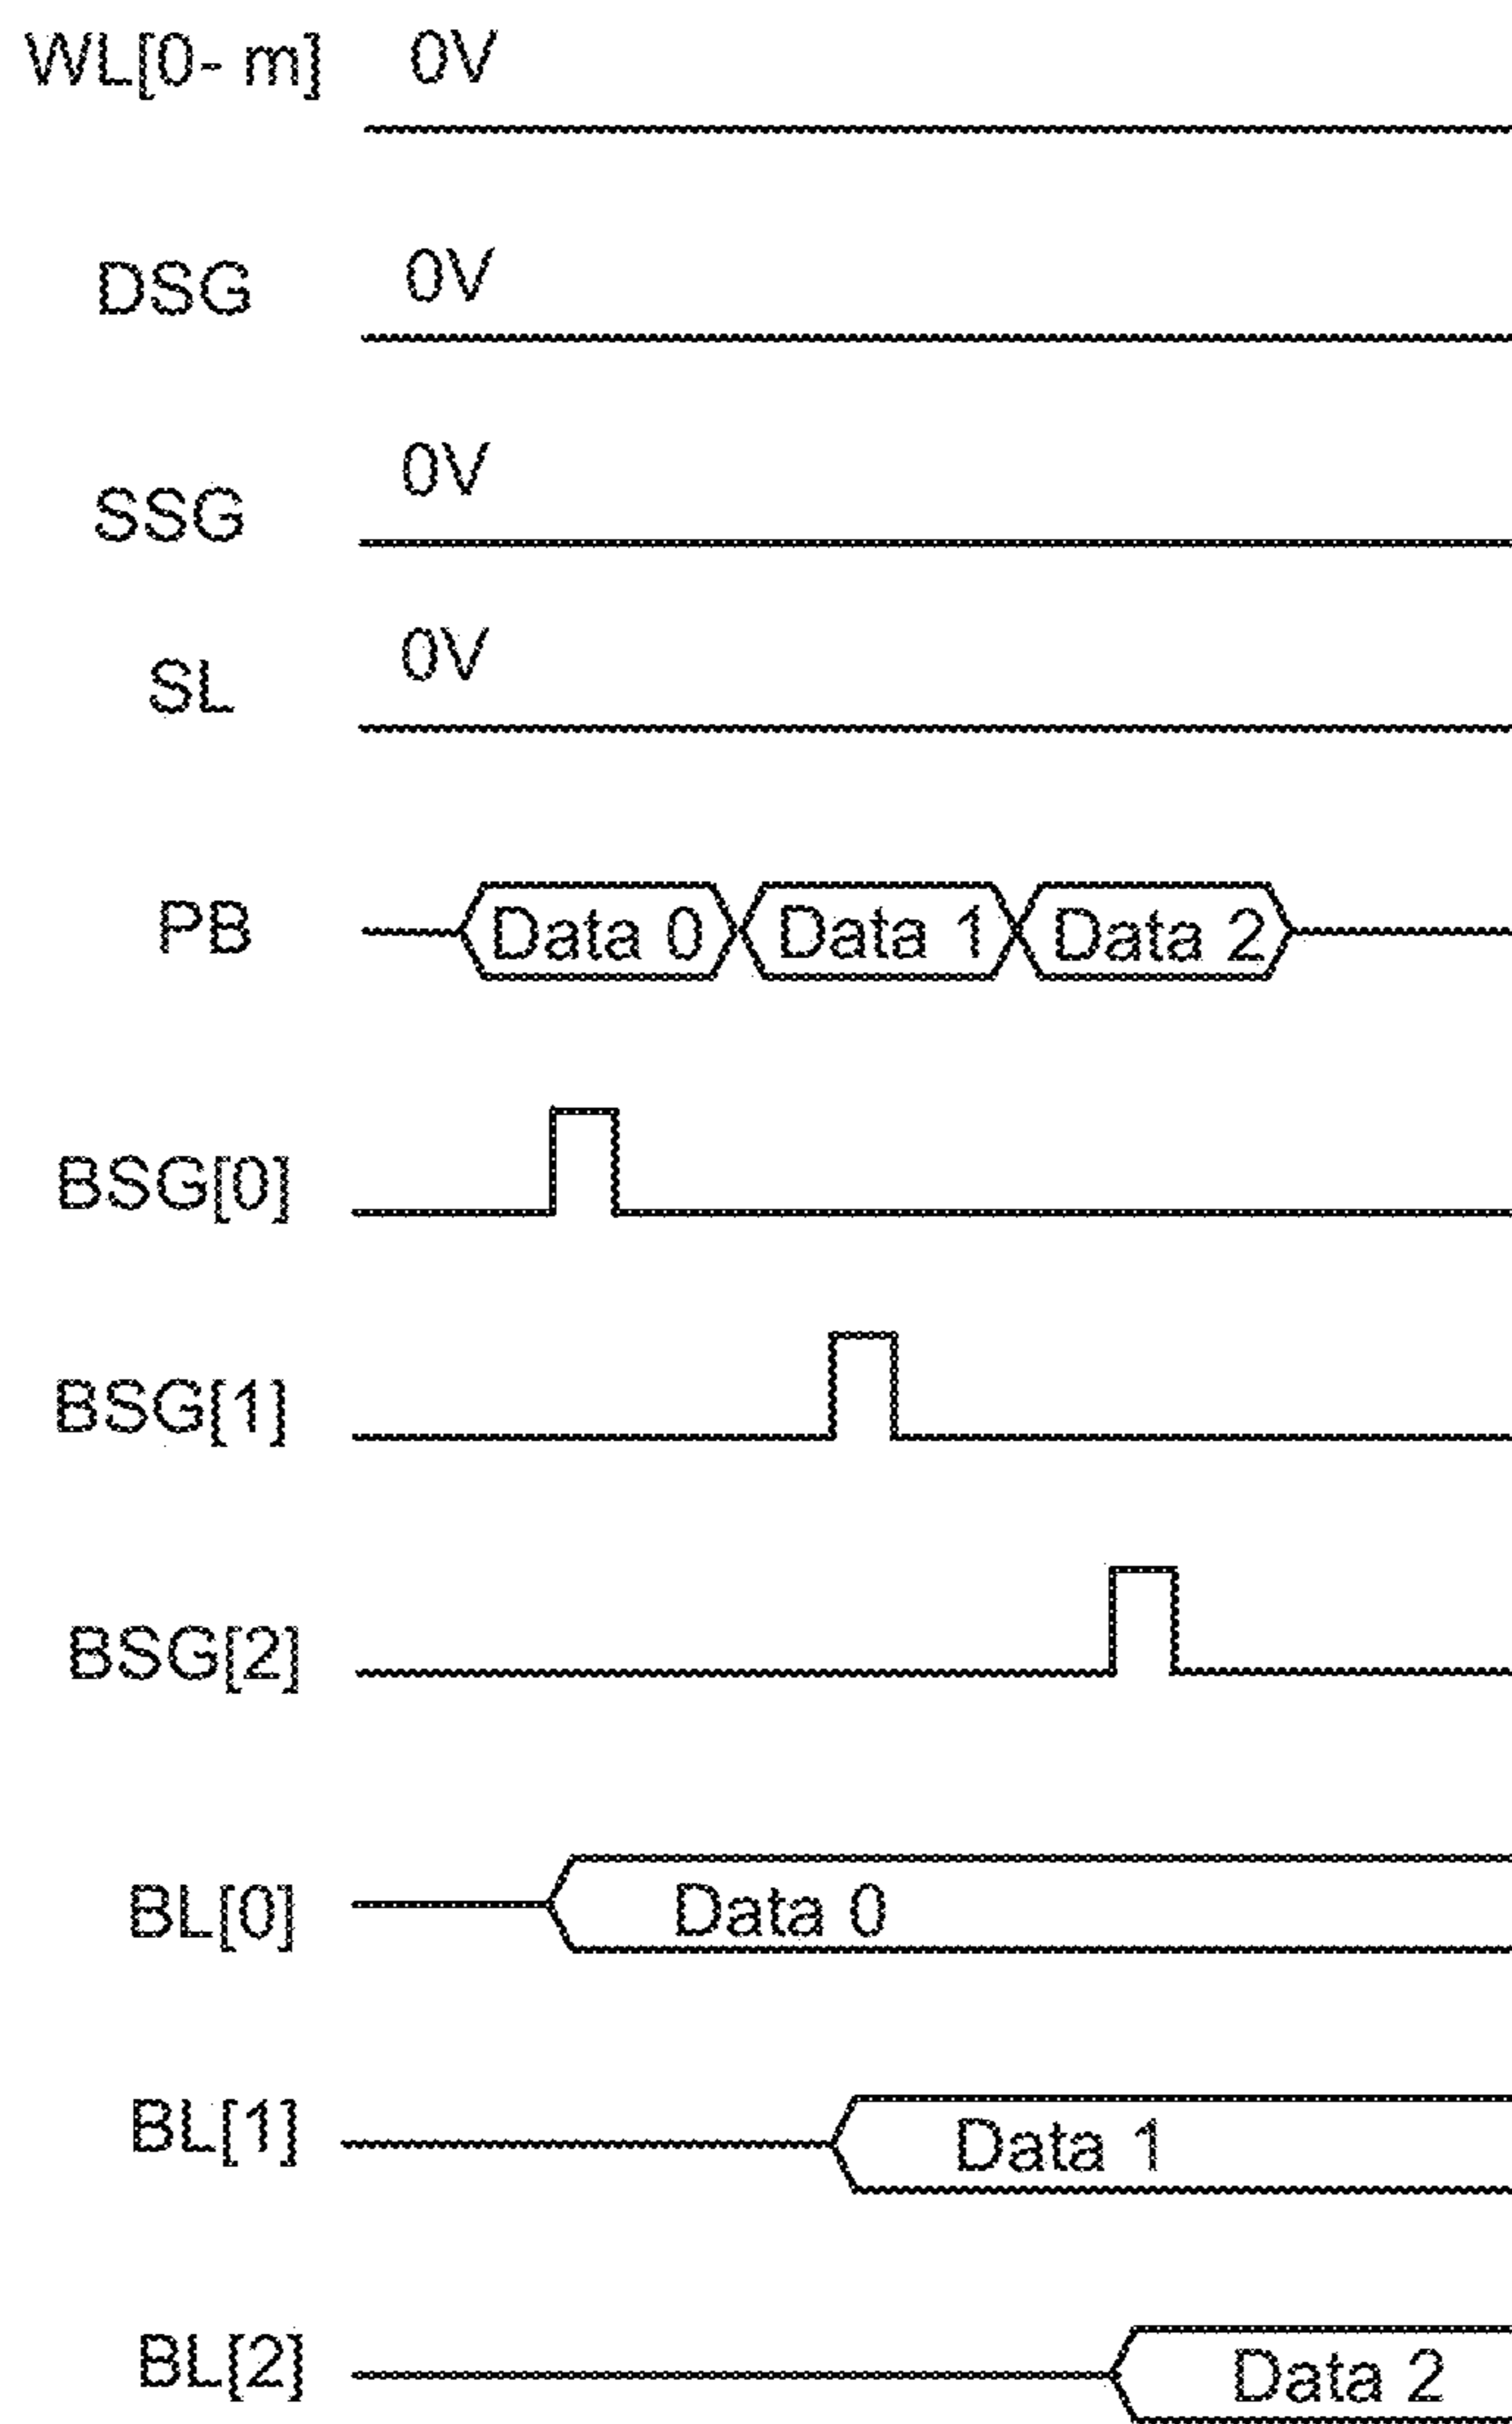 WL[0- m] 0V
DSG 0V
SSG 0V
SL 0V
PB Data 0 Data 1 Data 2
BSG[0]
BSG[1]
BSG[2]
BL[0] Data 0
BL[1] Data 1
BL[2] Data 2